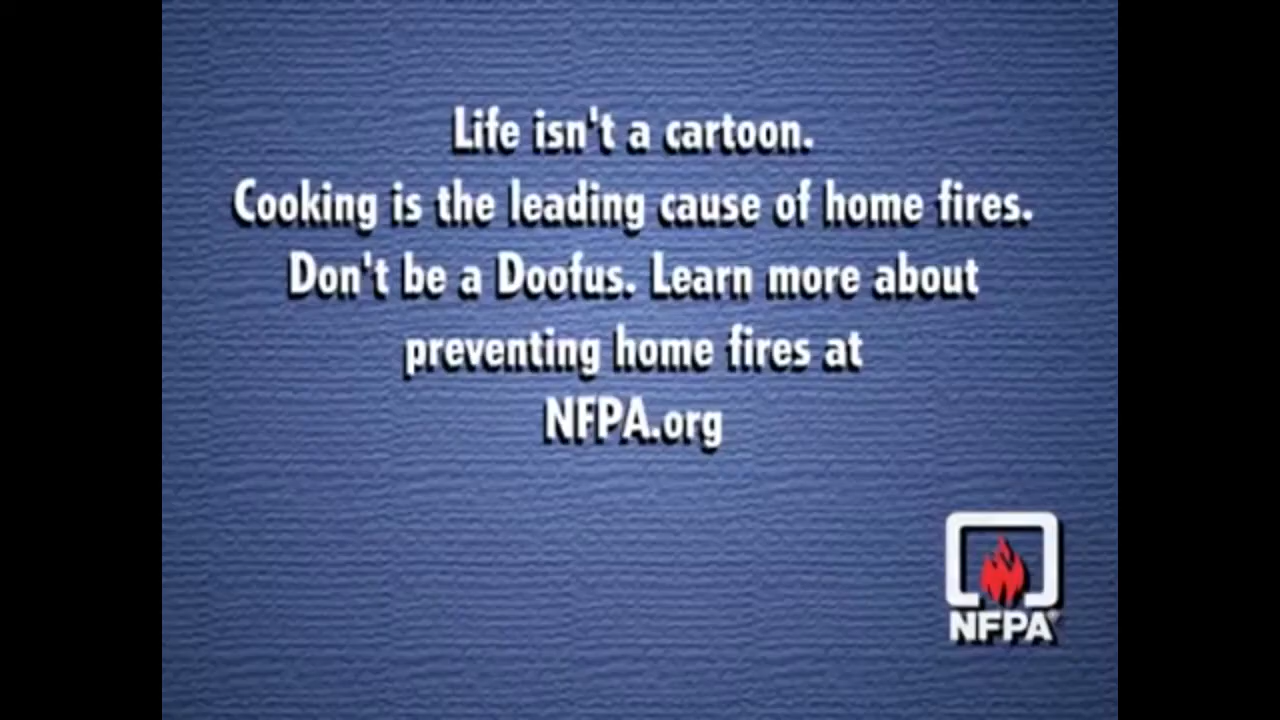 Life isn't a cartoon.
Cooking is the leading cause of home fires.
Don't be a Doofus. Learn more about
preventing home fires at
NFPA.org
NFPA®